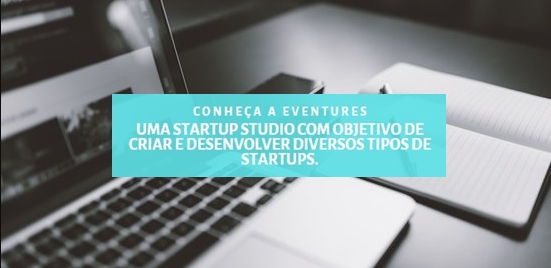 CONHEÇA A EVENTURES
UMA STARTUP STUDIO COM OBJETIVO DE
CRIAR E DESENVOLVER DIVERSOS TIPOS DE
STARTUPS.